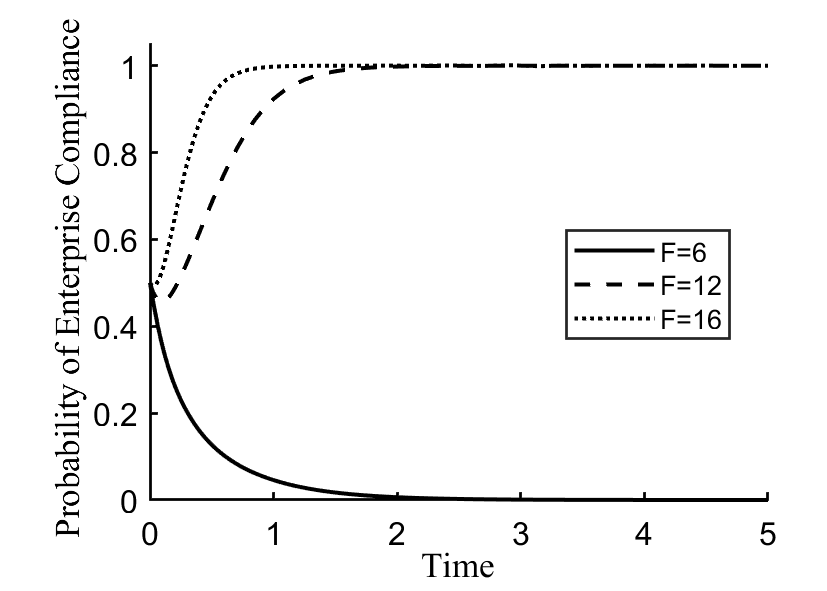 Probability of Enterprise Compliance
1
0.8
0.6
0.4
0.2
0
0 1 2 3 4 5
Time
F=6
F=12
F=16